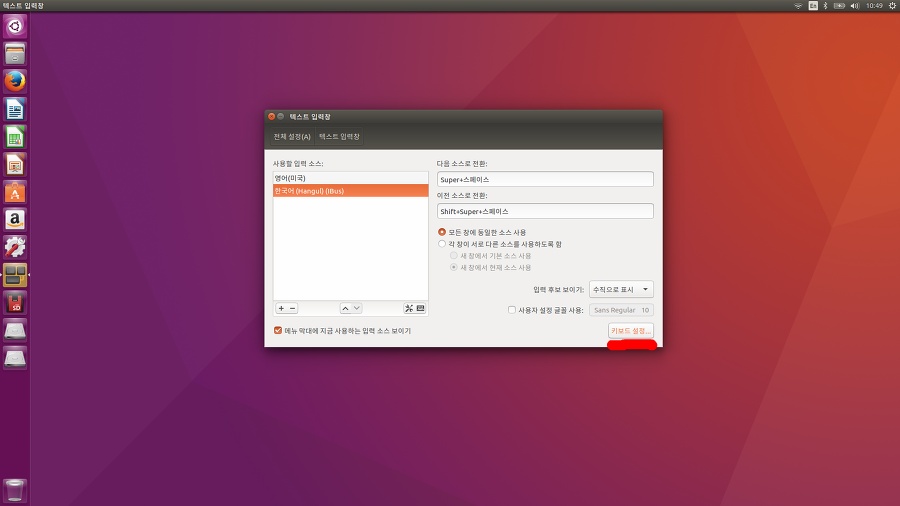 텍스트 입력창
En
10:49
텍스트 입력창
전체 설정(A) 텍스트 입력창
사용할 입력 소스:
영어(미국)
한국어 (Hangul) (IBus)
다음 소스로 전환:
Super+스페이스
이전 소스로 전환:
Shift+Super+스페이스
모든 창에 동일한 소스 사용
각 창이 서로 다른 소스를 사용하도록 함
새 창에서 기본 소스 사용
새 창에서 현재 소스 사용
입력 후보 보이기: 수직으로 표시
사용자 설정 글꼴 사용: Sans Regular 10
메뉴 막대에 지금 사용하는 입력 소스 보이기
키보드 설정...
SD